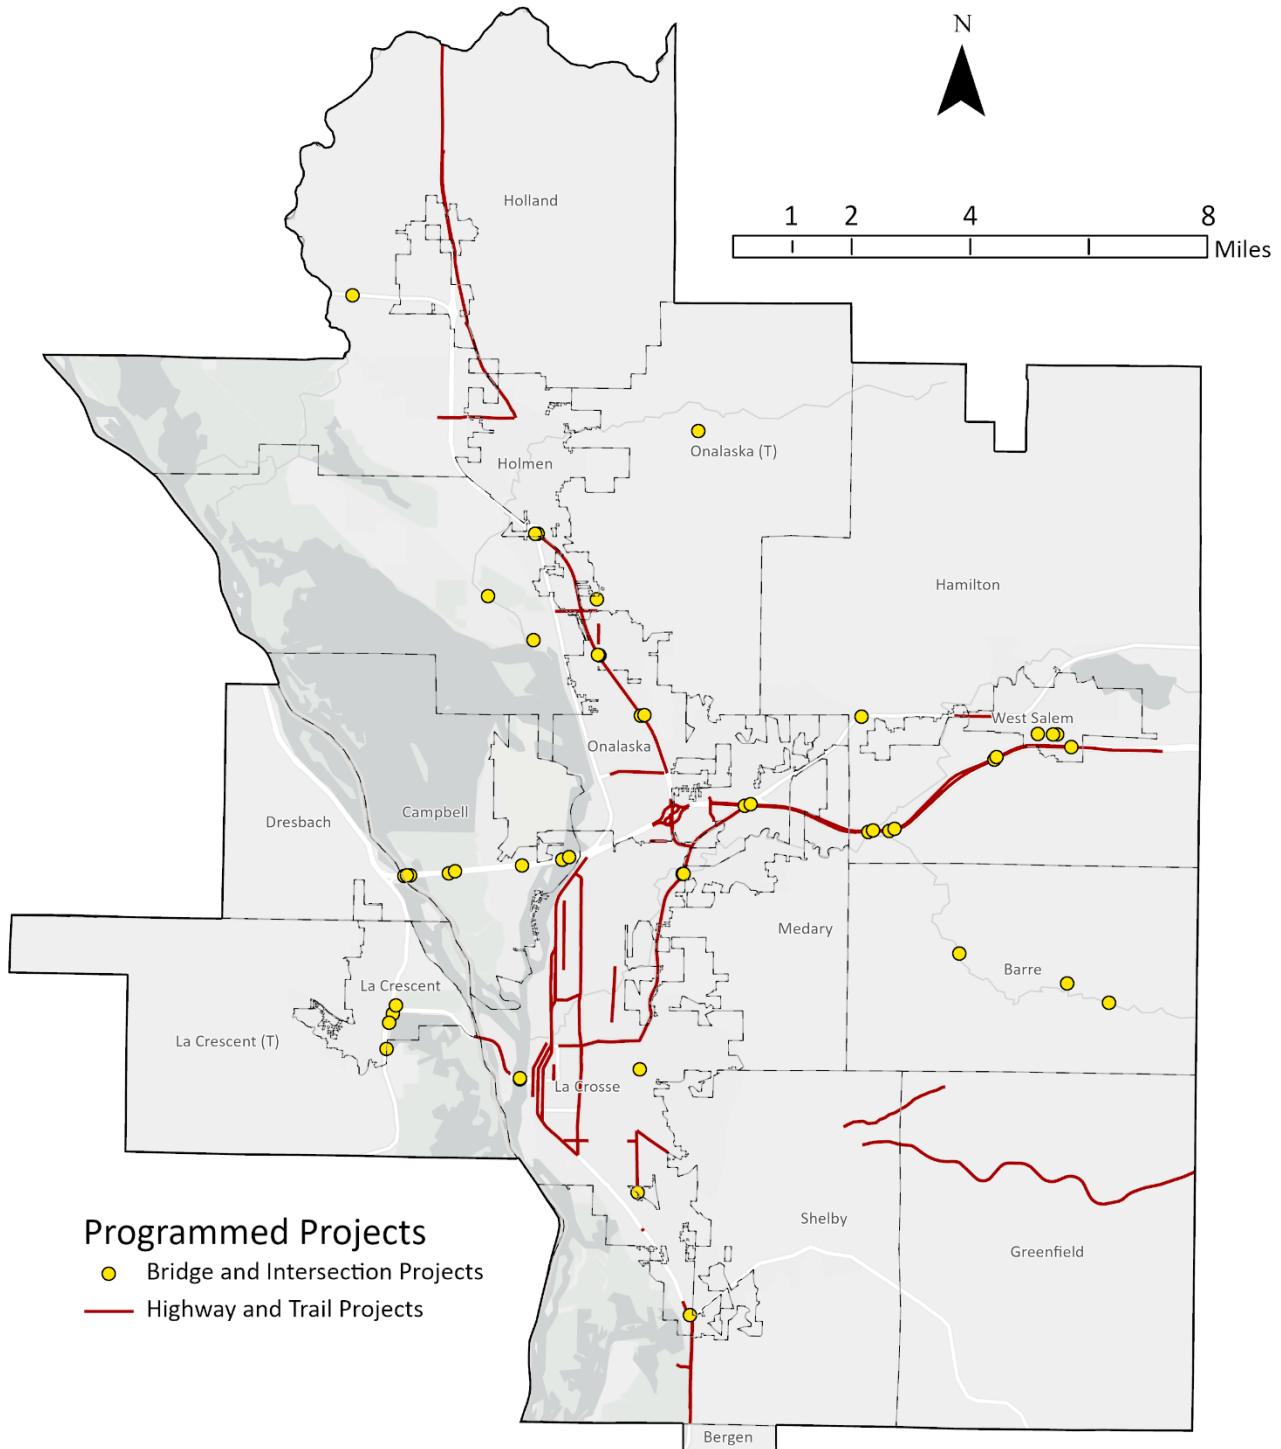 N
Holland
1 2 4 8
Miles
Onalaska (T)
Holmen
Hamilton
West Salem
Onalaska
Campbell
Dresbach
Medary
Barre
La Crescent
La Crescent (T)
La Crosse
Shelby
Greenfield
Programmed Projects
Bridge and Intersection Projects
Highway and Trail Projects
Bergen